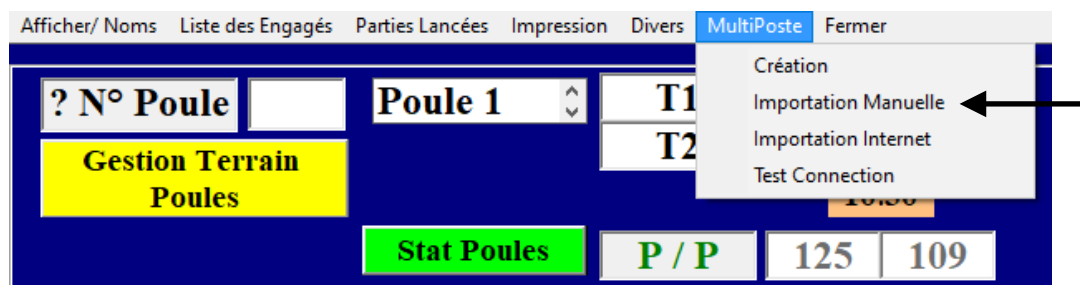 Afficher/ Noms Liste des Engagés Parties Lancées Impression Divers MultiPoste Fermer
Création
? N° Poule Poule 1 T1 Importation Manuelle
T2 Importation Internet
Gestion Terrain
Poules
Test Connection
Stat Poules P / P 125 109